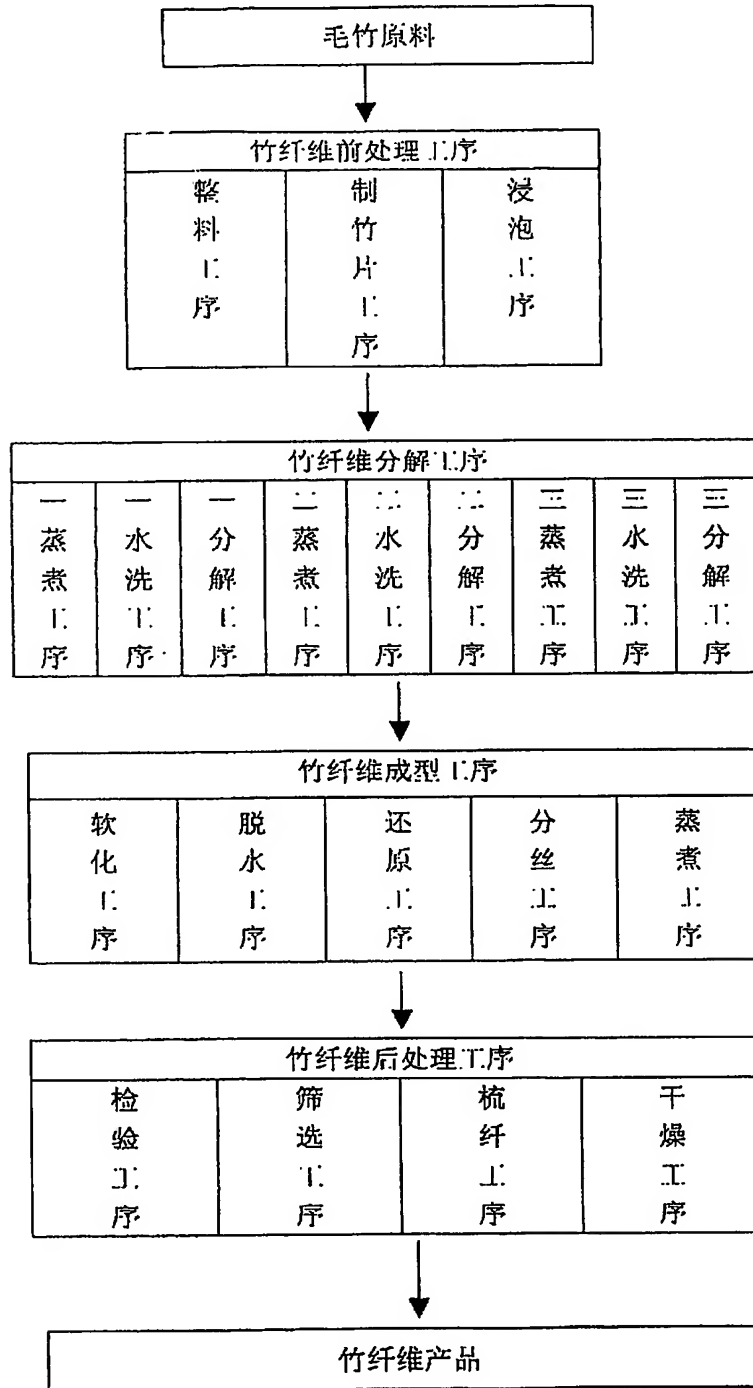 毛竹原料
竹纤维前处理工序
整料工序
制竹片工序
浸泡工序
竹纤维分解工序
一蒸煮工序
一水洗工序
一分解工序
二蒸煮工序
二水洗工序
二分解工序
三蒸煮工序
三水洗工序
三分解工序
竹纤维成型工序
软化工序
脱水工序
还原工序
分丝工序
蒸煮工序
竹纤维后处理工序
检验工序
筛选工序
梳纤工序
干燥工序
竹纤维产品